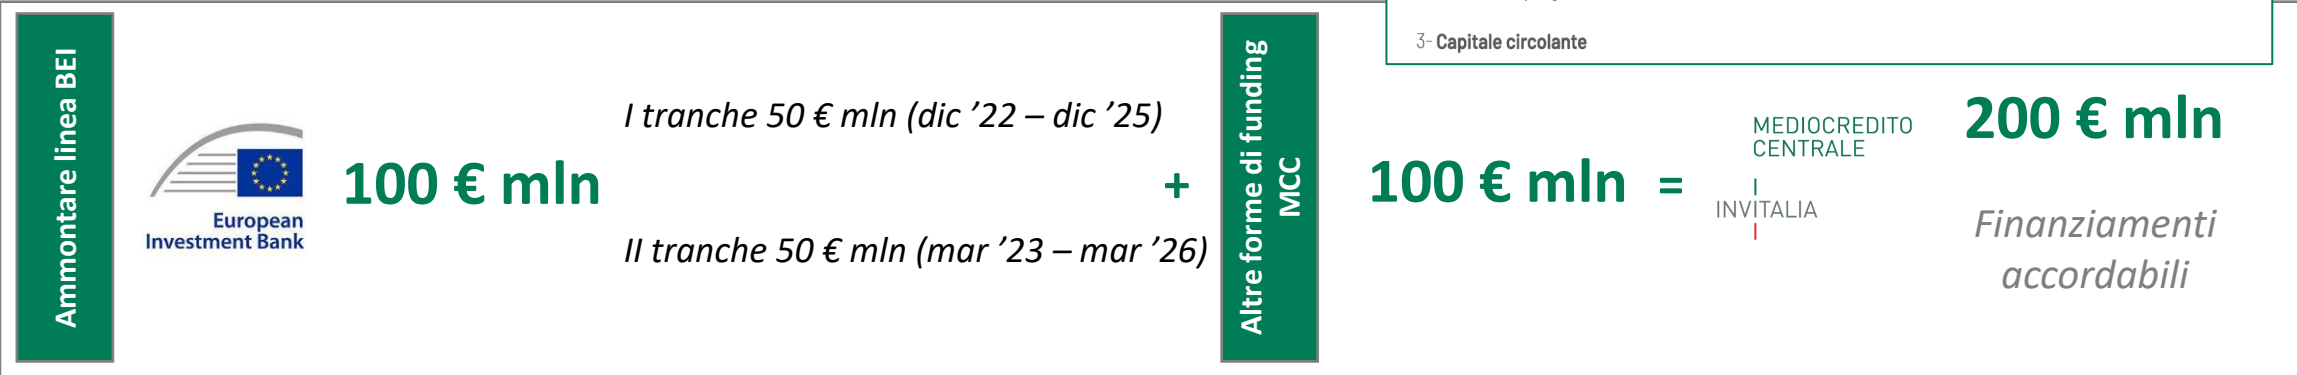 3- Capitale circolante
Ammontare linea BEI
European
Investment Bank
100 € mln
I tranche 50 € mln (dic ’22 – dic ’25)
II tranche 50 € mln (mar ’23 – mar ’26)
+
Altre forme di funding
MCC
100 € mln
=
MEDIOCREDITO
CENTRALE
INVITALIA
200 € mln
Finanziamenti
accordabili